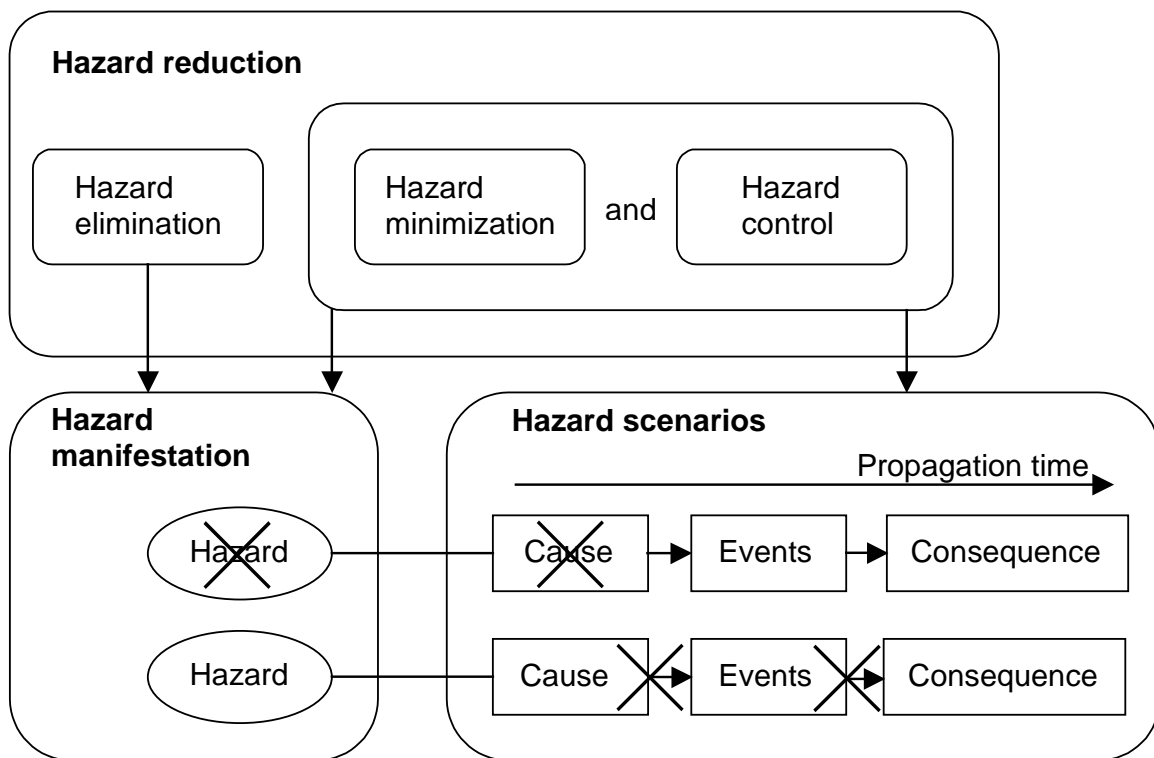 Hazard reduction
Hazard
elimination
Hazard
minimization
and
Hazard
control
Hazard
manifestation
Hazard scenarios
Propagation time
Hazard
Cause
Events
Consequence
Hazard
Cause
Events
Consequence